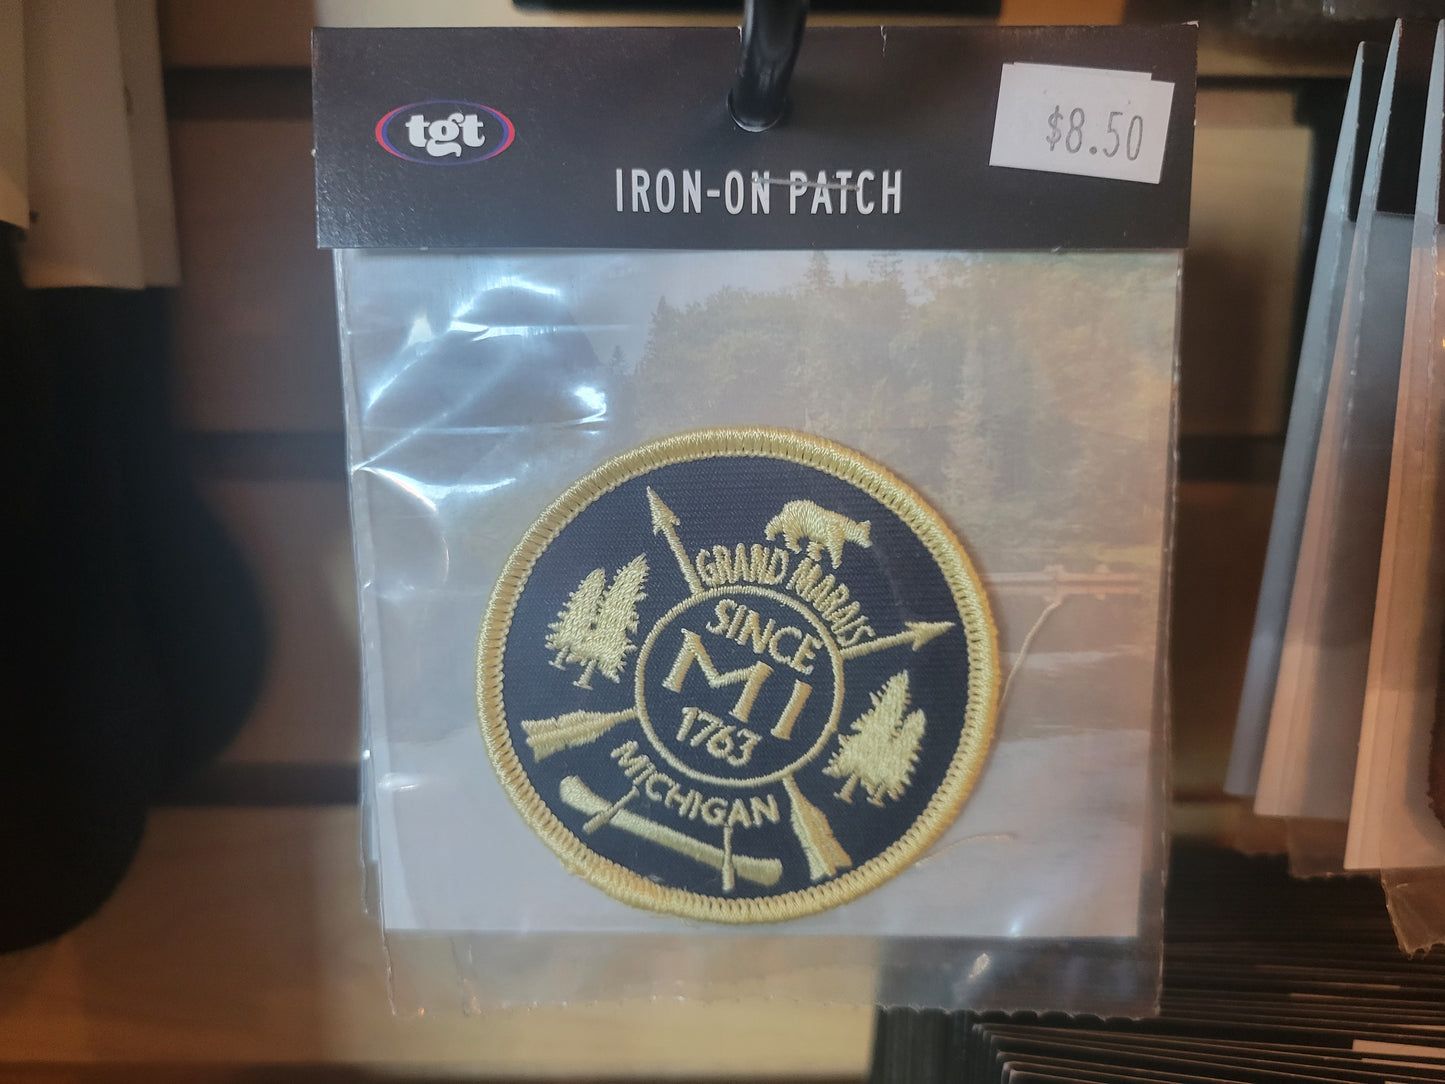 tgt
$8.50
IRON-ON PATCH
GRAND MARAIS
SINCE
MI
1763
MICHIGAN